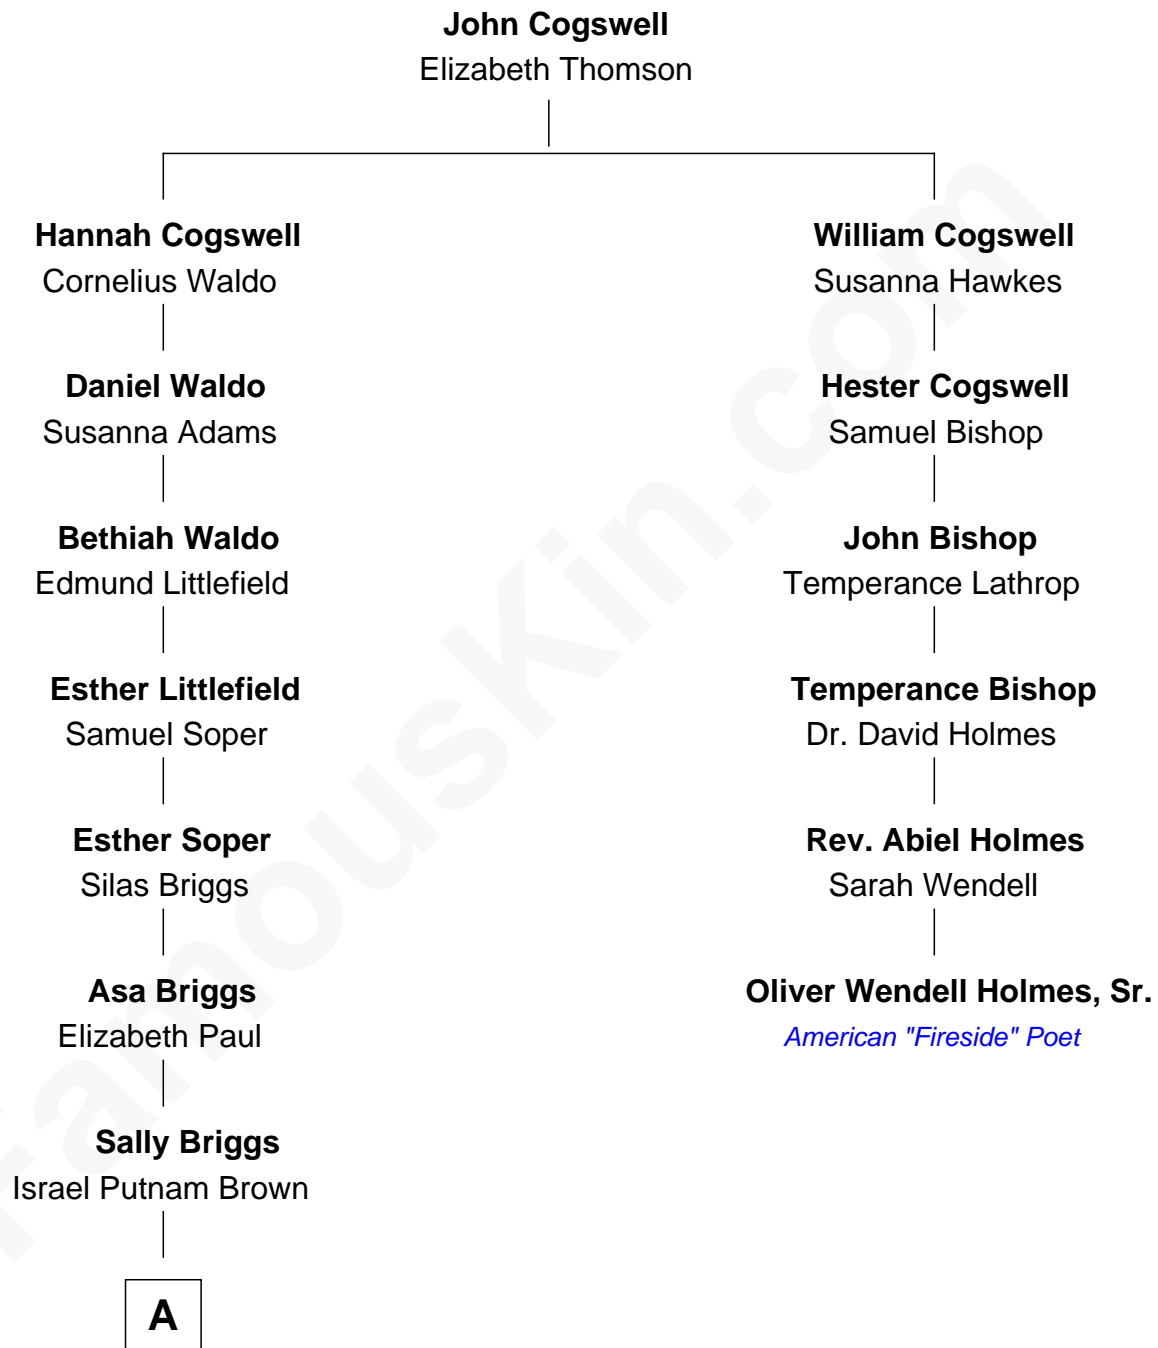 John Cogswell
Elizabeth Thomson
Hannah Cogswell
Cornelius Waldo
Daniel Waldo
Susanna Adams
Bethiah Waldo
Edmund Littlefield
Esther Littlefield
Samuel Soper
Esther Soper
Silas Briggs
Asa Briggs
Elizabeth Paul
Sally Briggs
Israel Putnam Brown
A
William Cogswell
Susanna Hawkes
Hester Cogswell
Samuel Bishop
John Bishop
Temperance Lathrop
Temperance Bishop
Dr. David Holmes
Rev. Abiel Holmes
Sarah Wendell
Oliver Wendell Holmes, Sr.
American "Fireside" Poet
FamousKin.com